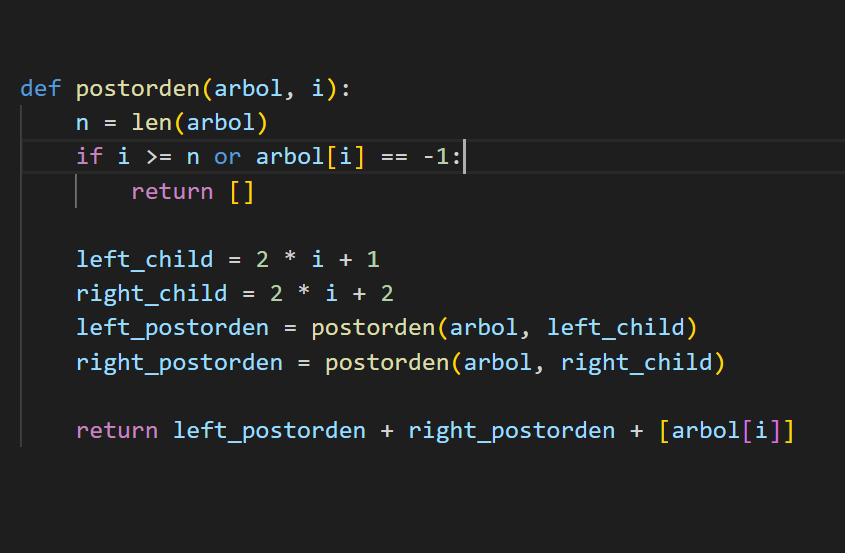 def postorden(arbol, i):
    n = len(arbol)
    if i >= n or arbol[i] == -1:
        return []
    left_child = 2 * i + 1
    right_child = 2 * i + 2
    left_postorden = postorden(arbol, left_child)
    right_postorden = postorden(arbol, right_child)
    return left_postorden + right_postorden + [arbol[i]]